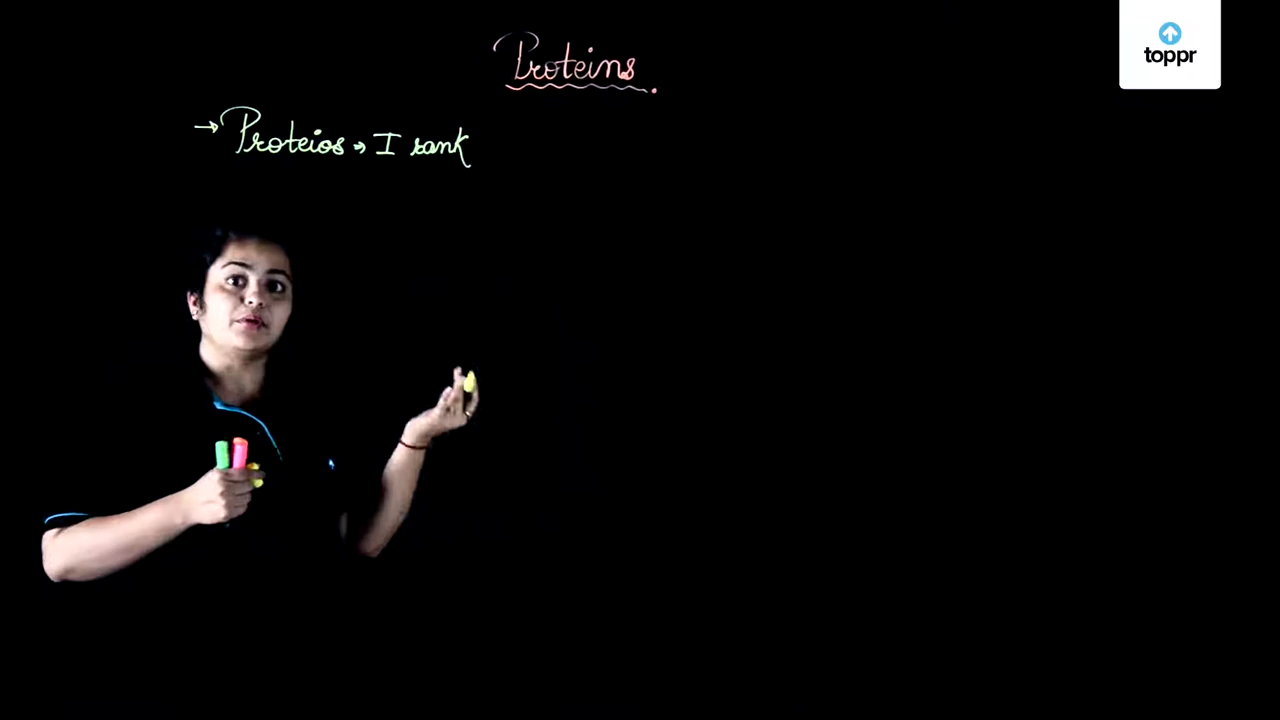 Proteins
→ Proteios → I rank
toppr